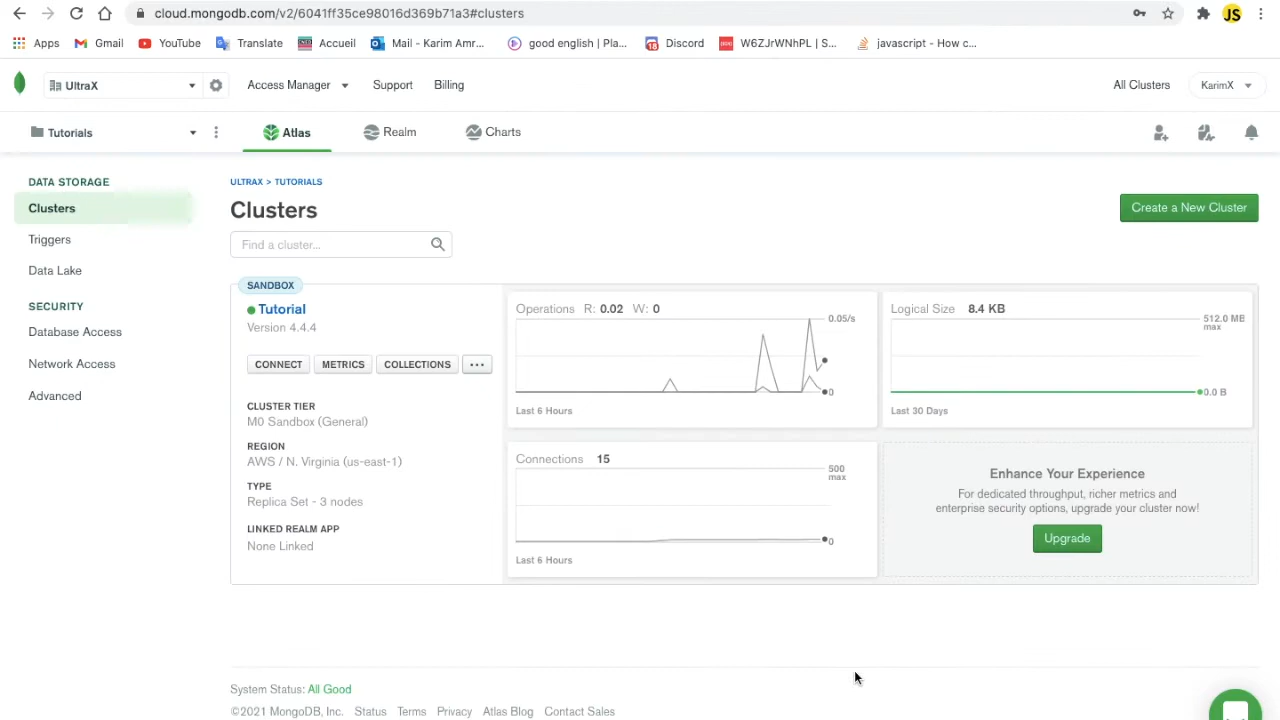 cloud.mongodb.com/v2/6041ff35ce98016d369b71a3#clusters
JS
Apps Gmail YouTube Translate Accueil Mail - Karim Amr... good english | Pla... Discord W6ZJrWNhPL | S... javascript - How c...
UltraX Access Manager Support Billing All Clusters KarimX
Tutorials Atlas Realm Charts
DATA STORAGE
Clusters
Triggers
Data Lake
SECURITY
Database Access
Network Access
Advanced
ULTRAX > TUTORIALS
Clusters
Create a New Cluster
Find a cluster...
SANDBOX
Tutorial
Version 4.4.4
CONNECT METRICS COLLECTIONS ...
CLUSTER TIER
M0 Sandbox (General)
REGION
AWS / N. Virginia (us-east-1)
TYPE
Replica Set - 3 nodes
LINKED REALM APP
None Linked
Operations R: 0.02 W: 0
0.05/s
0
Last 6 Hours
Logical Size 8.4 KB
512.0 MB
max
0.0 B
Last 30 Days
Connections 15
500
max
0
Last 6 Hours
Enhance Your Experience
For dedicated throughput, richer metrics and
enterprise security options, upgrade your cluster now!
Upgrade
System Status: All Good
©2021 MongoDB, Inc. Status Terms Privacy Atlas Blog Contact Sales